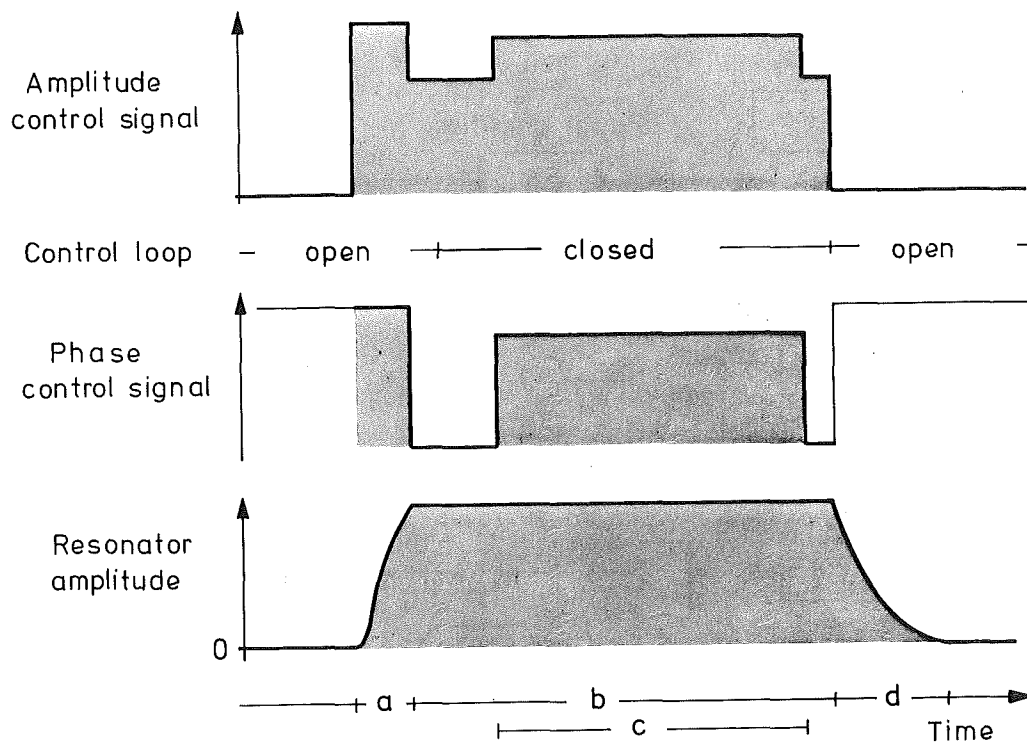 Amplitude
control signal
Control loop
open
closed
open
Phase
control signal
Resonator
amplitude
0
a
b
d
c
Time